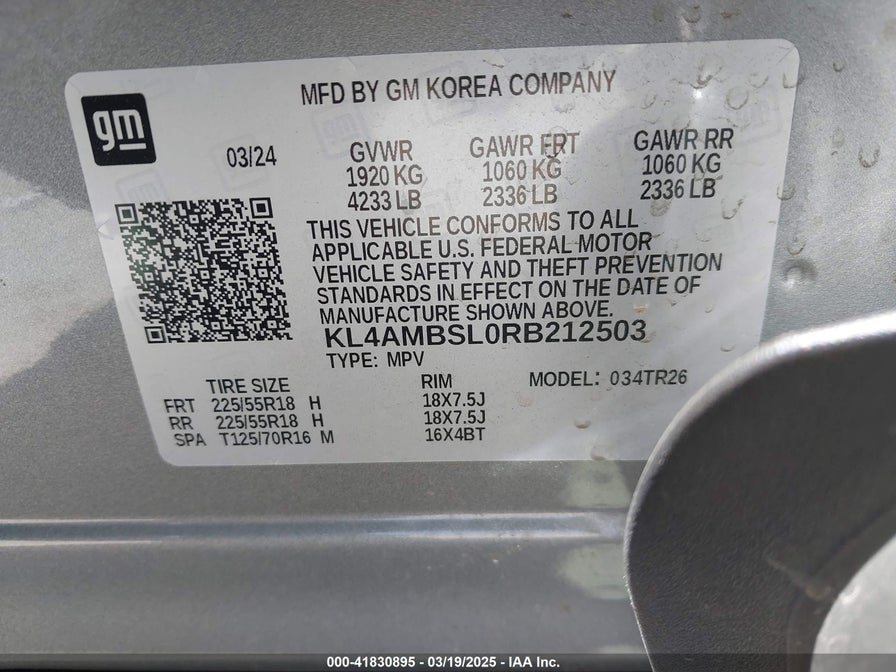 gm
MFD BY GM KOREA COMPANY
03/24
GVWR GAWR FRT GAWR RR
1920 KG 1060 KG 1060 KG
4233 LB 2336 LB 2336 LB
THIS VEHICLE CONFORMS TO ALL
APPLICABLE U.S. FEDERAL MOTOR
VEHICLE SAFETY AND THEFT PREVENTION
STANDARDS IN EFFECT ON THE DATE OF
MANUFACTURE SHOWN ABOVE.
KL4AMBSL0RB212503
TYPE: MPV
TIRE SIZE RIM MODEL: 034TR26
FRT 225/55R18 H 18X7.5J
RR 225/55R18 H 18X7.5J
SPA T125/70R16 M 16X4BT
000-41830895 - 03/19/2025 - IAA Inc.